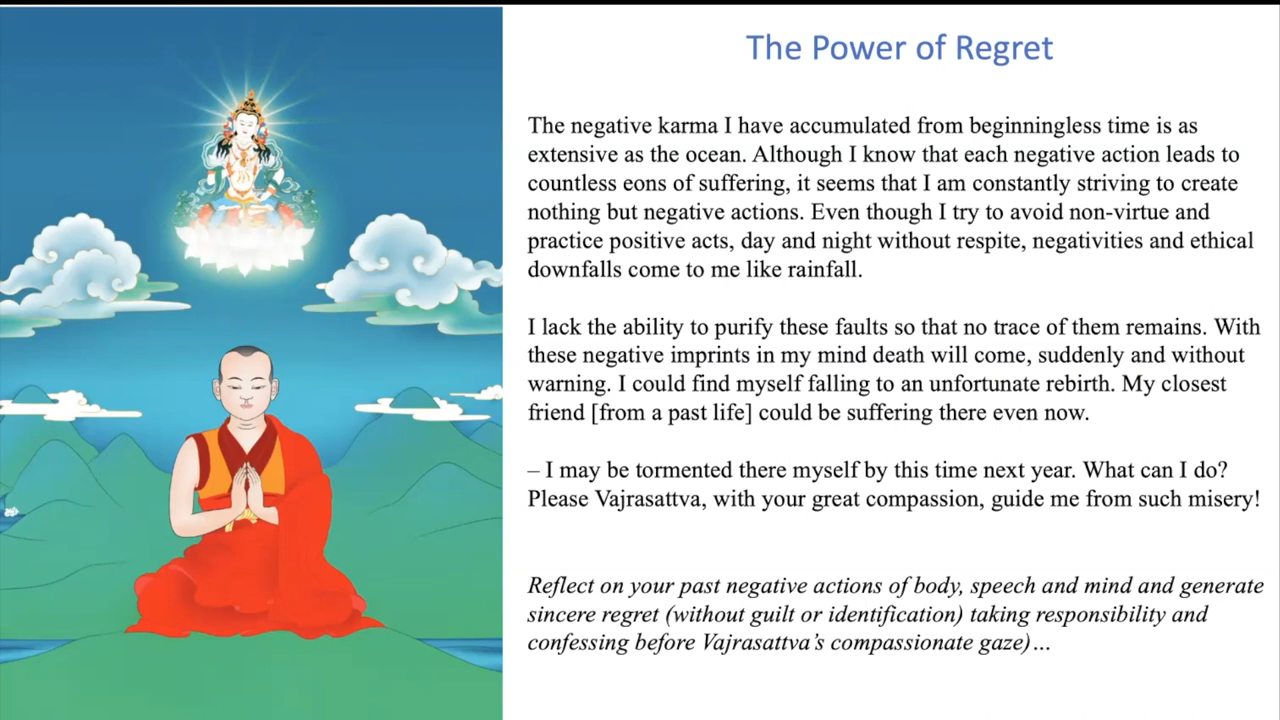 The Power of Regret
The negative karma I have accumulated from beginningless time is as
extensive as the ocean. Although I know that each negative action leads to
countless eons of suffering, it seems that I am constantly striving to create
nothing but negative actions. Even though I try to avoid non-virtue and
practice positive acts, day and night without respite, negativities and ethical
downfalls come to me like rainfall.
I lack the ability to purify these faults so that no trace of them remains. With
these negative imprints in my mind death will come, suddenly and without
warning. I could find myself falling to an unfortunate rebirth. My closest
friend [from a past life] could be suffering there even now.
– I may be tormented there myself by this time next year. What can I do?
Please Vajrasattva, with your great compassion, guide me from such misery!
Reflect on your past negative actions of body, speech and mind and generate
sincere regret (without guilt or identification) taking responsibility and
confessing before Vajrasattva’s compassionate gaze)…